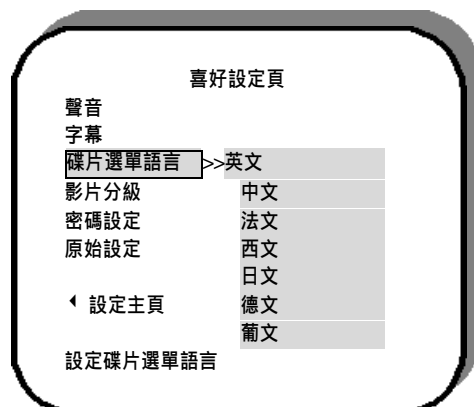 喜好設定頁
聲音
字幕
碟片選單語言 >>英文
影片分級 中文
密碼設定 法文
原始設定 西文
日文
設定主頁 德文
葡文
設定碟片選單語言